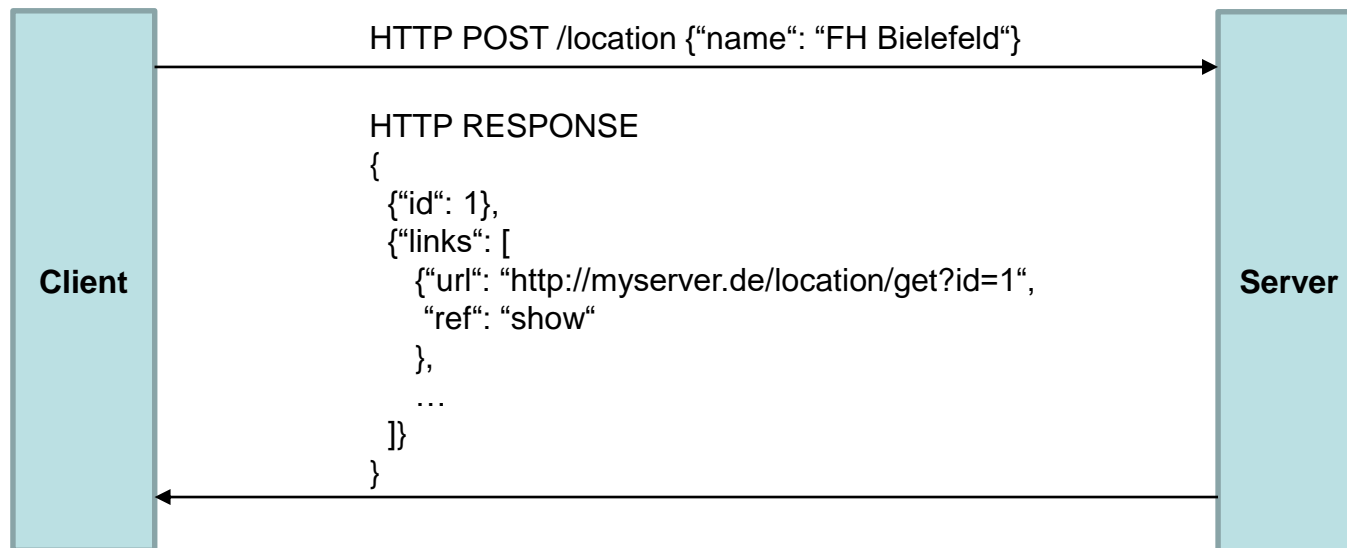 HTTP POST /location {“name“: “FH Bielefeld“}
HTTP RESPONSE
{
{“id“: 1},
{“links“: [
{“url“: “http://myserver.de/location/get?id=1“,
“ref“: “show“
},
…
]}
}
Client
Server